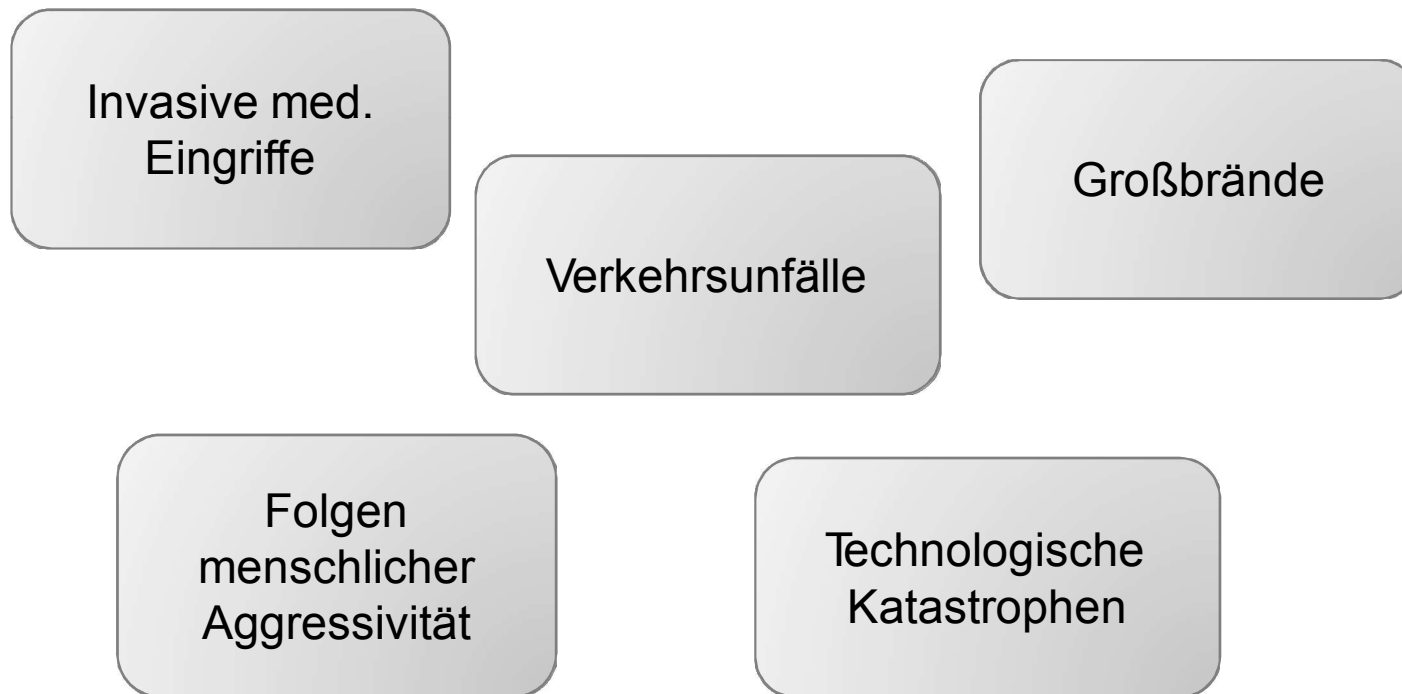 Invasive med.
Eingriffe
Großbrände
Verkehrsunfälle
Folgen
menschlicher
Aggressivität
Technologische
Katastrophen